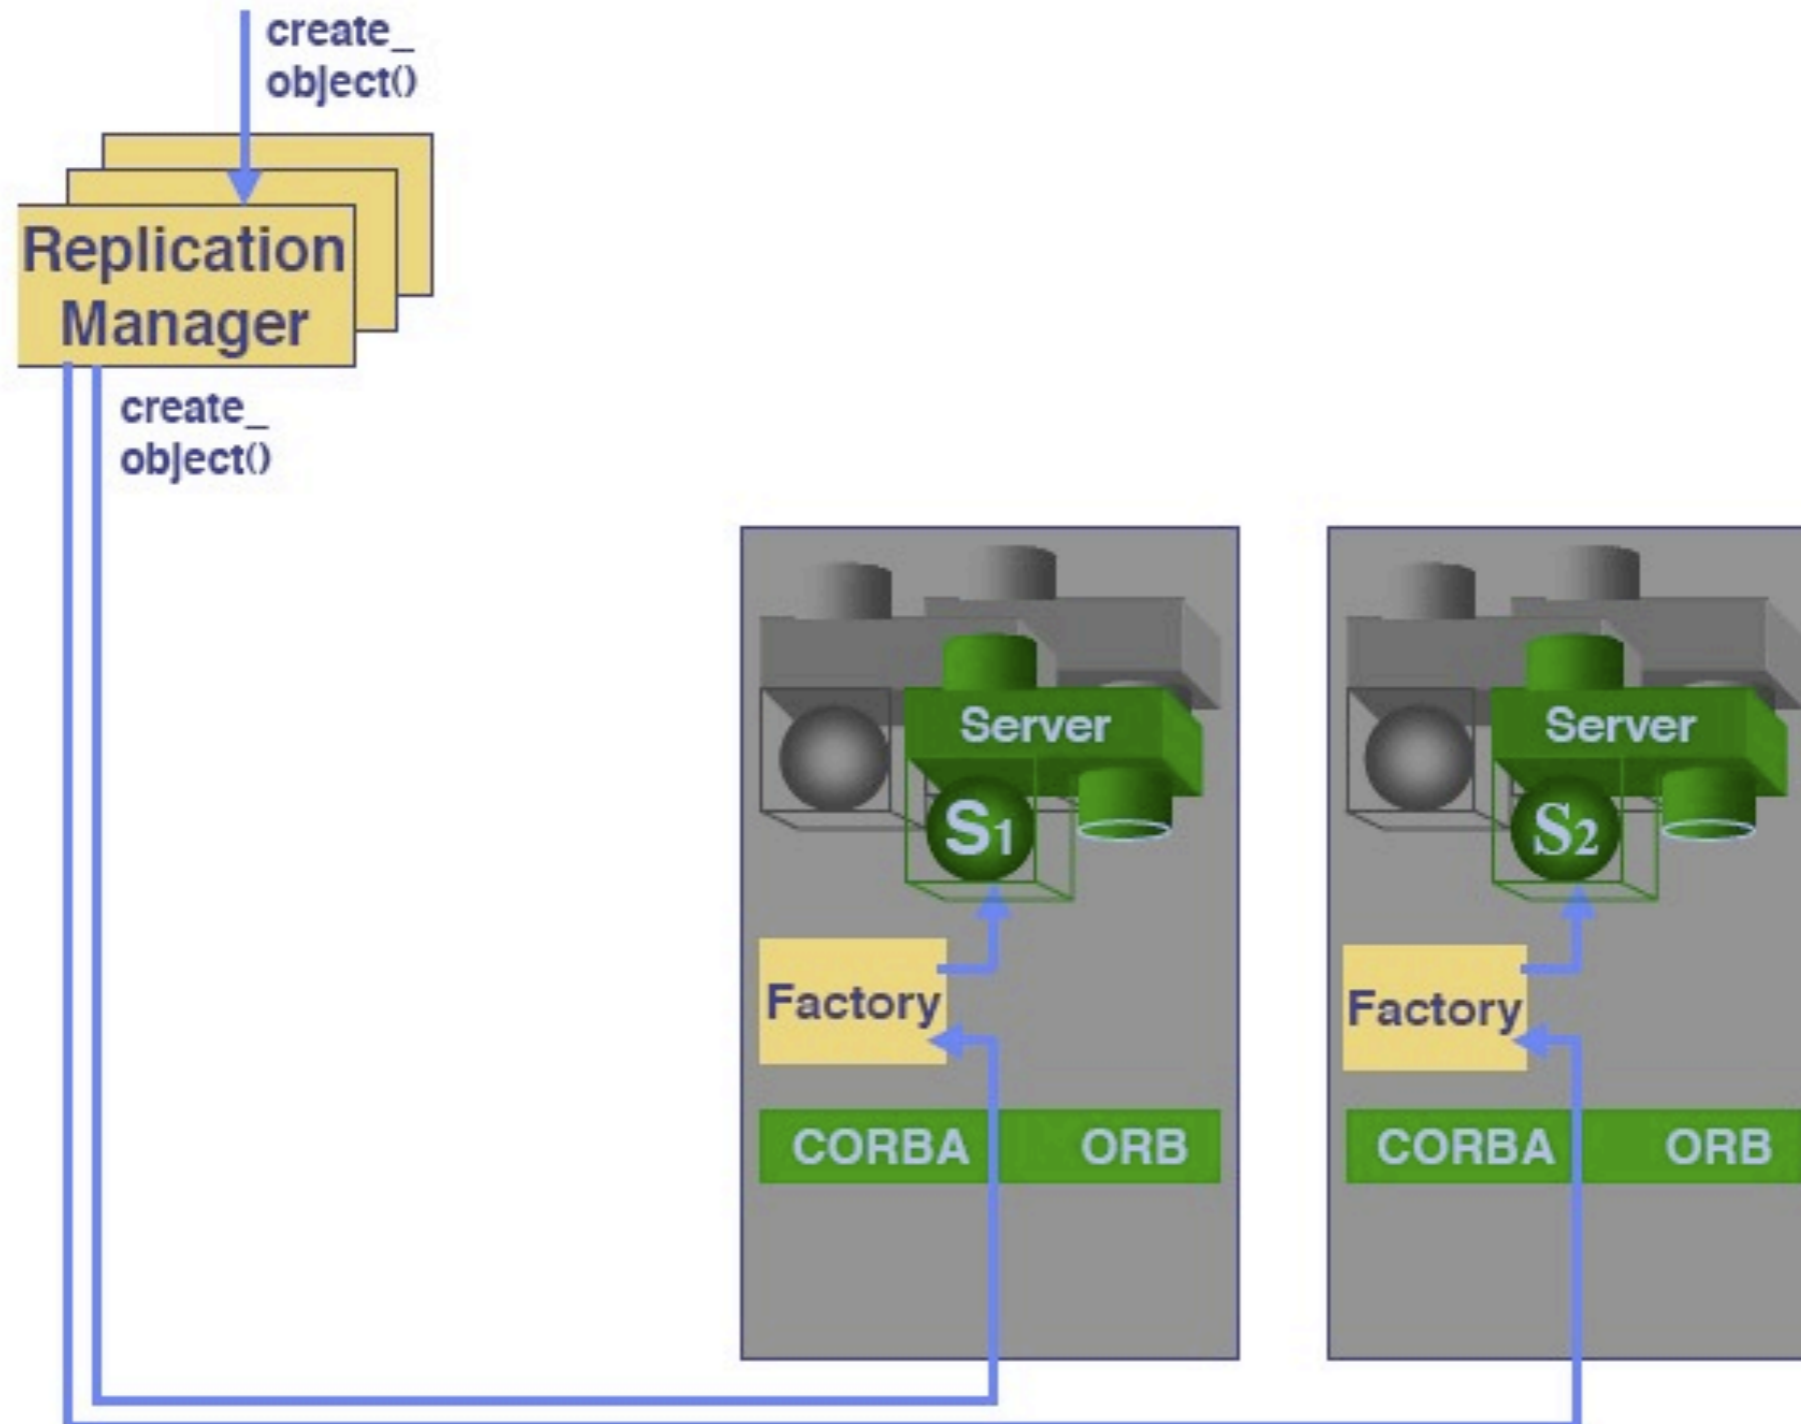 create_
object()
Replication
Manager
create_
object()
Server
S1
Factory
CORBA ORB
Server
S2
Factory
CORBA ORB